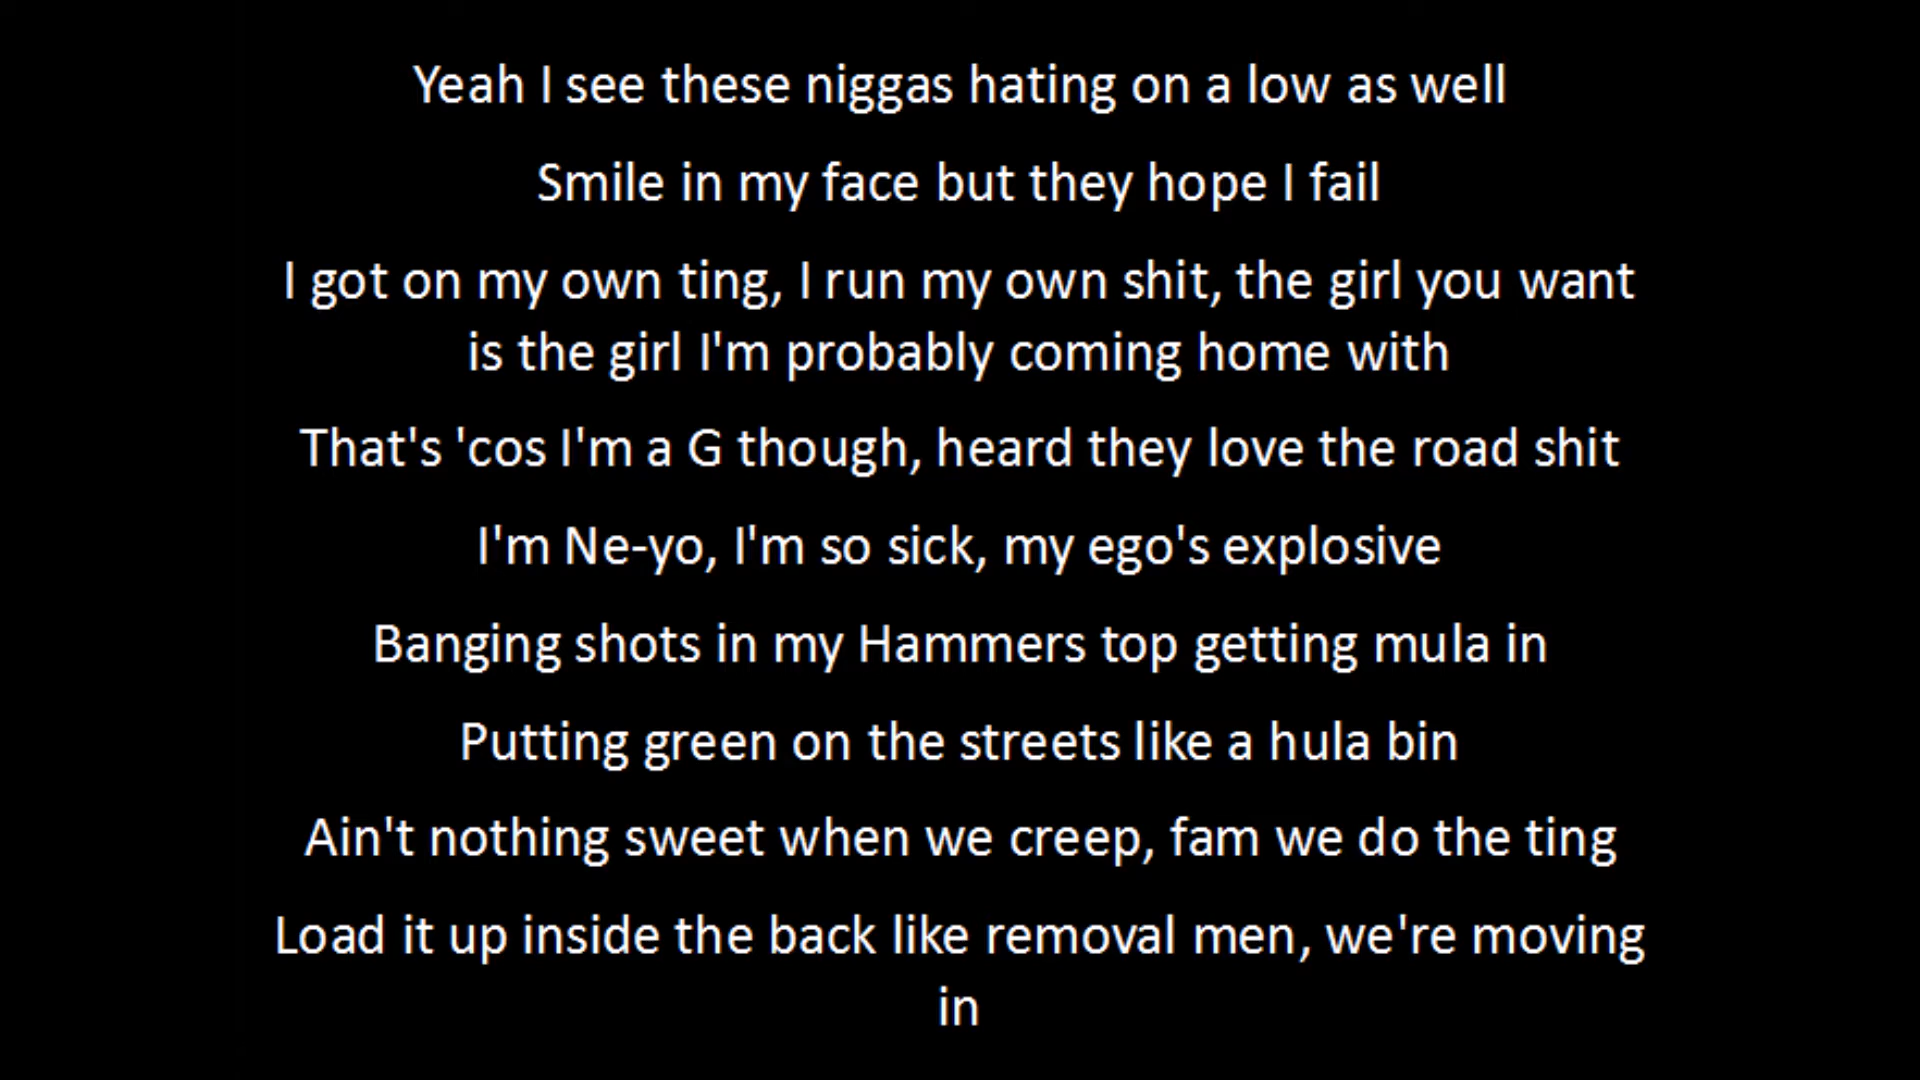 Yeah I see these niggas hating on a low as well
Smile in my face but they hope I fail
I got on my own ting, I run my own shit, the girl you want
is the girl I'm probably coming home with
That's 'cos I'm a G though, heard they love the road shit
I'm Ne-yo, I'm so sick, my ego's explosive
Banging shots in my Hammers top getting mula in
Putting green on the streets like a hula bin
Ain't nothing sweet when we creep, fam we do the ting
Load it up inside the back like removal men, we're moving
in